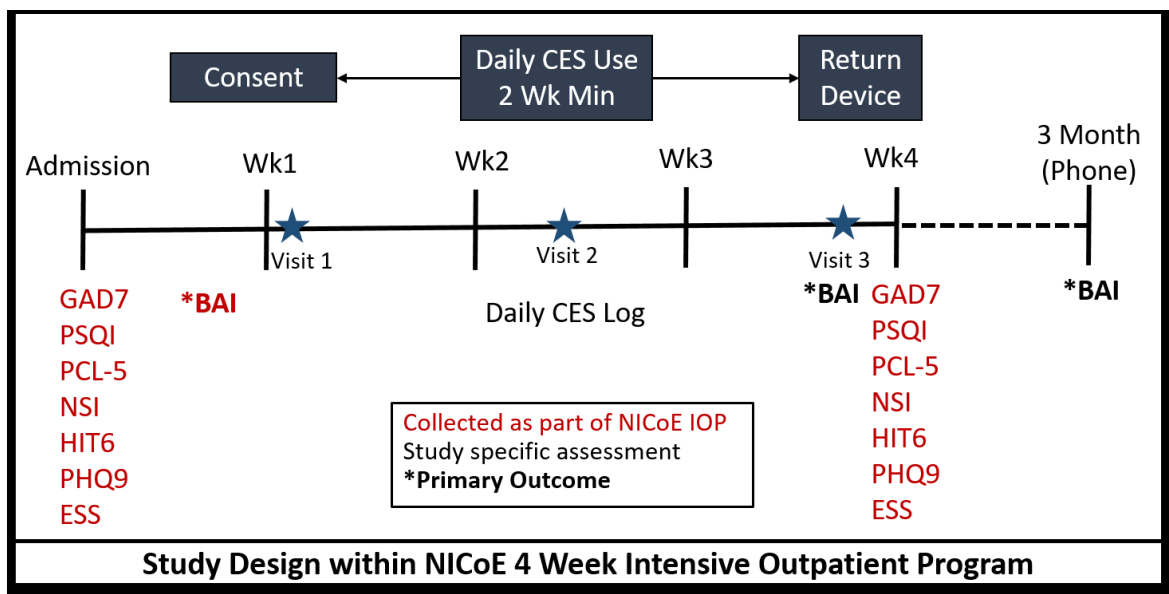 Consent
Daily CES Use
2 Wk Min
Return
Device
Admission
Wk1
Wk2
Wk3
Wk4
3 Month
(Phone)
Visit 1
Visit 2
Visit 3
GAD7
PSQI
PCL-5
NSI
HIT6
PHQ9
ESS
*BAI
Daily CES Log
*BAI
GAD7
PSQI
PCL-5
NSI
HIT6
PHQ9
ESS
*BAI
Collected as part of NICoE IOP
Study specific assessment
*Primary Outcome
Study Design within NICoE 4 Week Intensive Outpatient Program